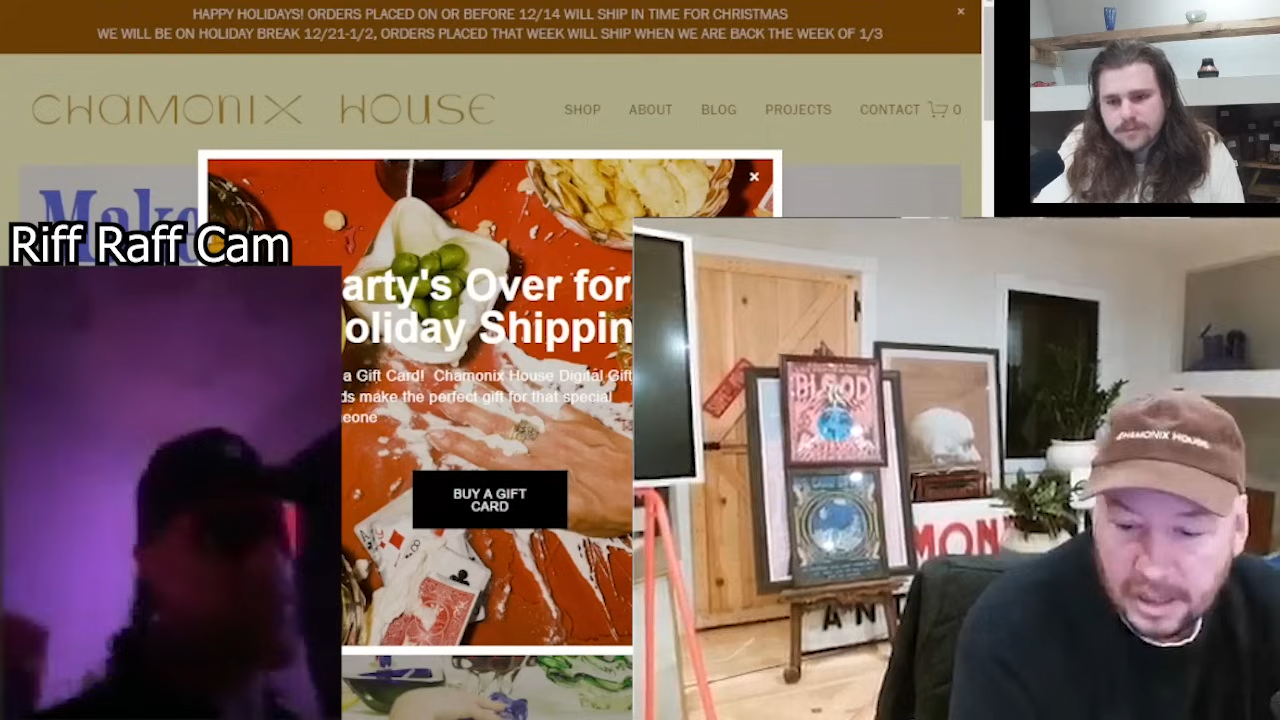 HAPPY HOLIDAYS! ORDERS PLACED ON OR BEFORE 12/14 WILL SHIP IN TIME FOR CHRISTMAS
WE WILL BE ON HOLIDAY BREAK 12/21-1/2, ORDERS PLACED THAT WEEK WILL SHIP WHEN WE ARE BACK THE WEEK OF 1/3
CHAMONIX HOUSE
SHOP ABOUT BLOG PROJECTS CONTACT 0
Make
Riff Raff Cam
arty's Over for
oliday Shippin
a Gift Card! Chamonix House Digital Gift
ds make the perfect gift for that special
eone
BUY A GIFT
CARD
BLOOD
CHAMONIX HOUSE
MON
ANT